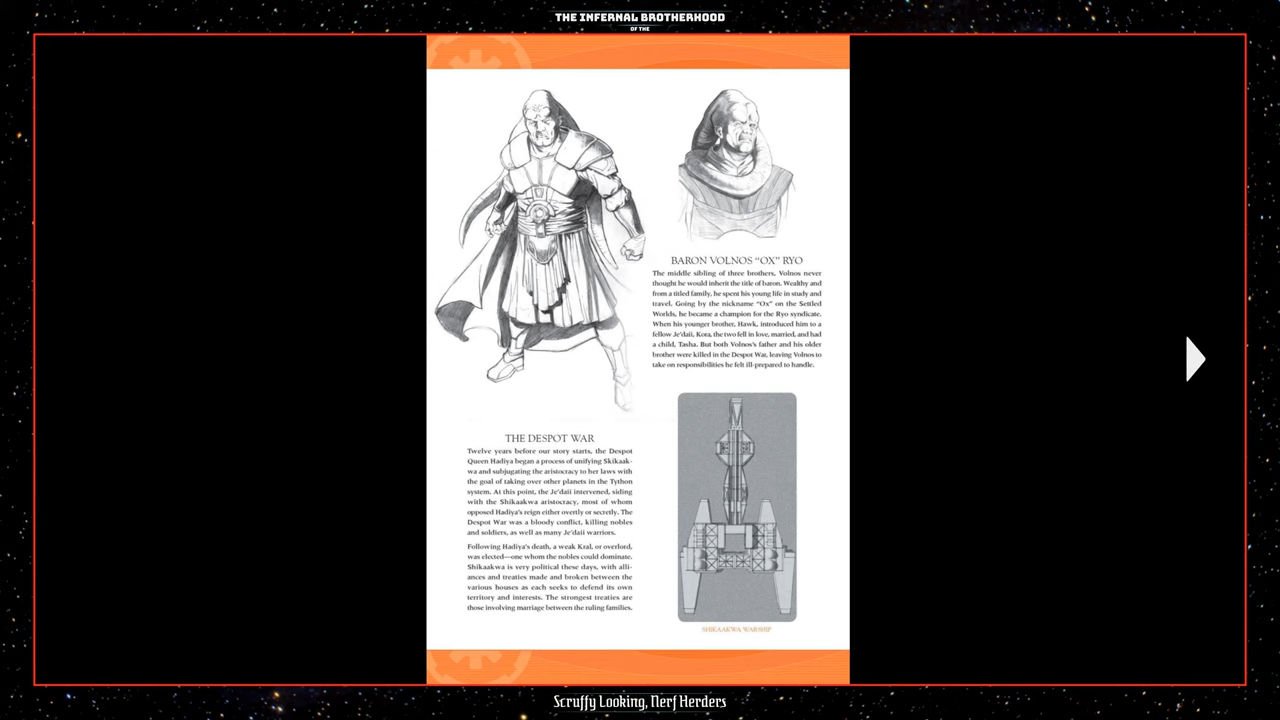 THE INFERNAL BROTHERHOOD
OF THE
BARON VOLNOS “OX” RYO
The middle sibling of three brothers, Volnos never
thought he would inherit the title of baron. Wealthy and
from a titled family, he spent his young life in study and
travel. Going by the nickname “Ox” on the Settled
Worlds, he became a champion for the Ryo syndicate.
When his younger brother, Hawk, introduced him to a
fellow Je’daii, Kora, the two fell in love, married, and had
a child, Tasha. But both Volnos’s father and his older
brother were killed in the Despot War, leaving Volnos to
take on responsibilities he felt ill-prepared to handle.
THE DESPOT WAR
Twelve years before our story starts, the Despot
Queen Hadiya began a process of unifying Skikaak-
wa and subjugating the aristocracy to her laws with
the goal of taking over other planets in the Tython
system. At this point, the Je’daii intervened, siding
with the Shikaakwa aristocracy, most of whom
opposed Hadiya’s reign either overtly or secretly. The
Despot War was a bloody conflict, killing nobles
and soldiers, as well as many Je’daii warriors.
Following Hadiya’s death, a weak Kral, or overlord,
was elected—one whom the nobles could dominate.
Shikaakwa is very political these days, with alli-
ances and treaties made and broken between the
various houses as each seeks to defend its own
territory and interests. The strongest treaties are
those involving marriage between the ruling families.
SHIKAAKWA WARSHIP
Scruffy Looking, Nerf Herders